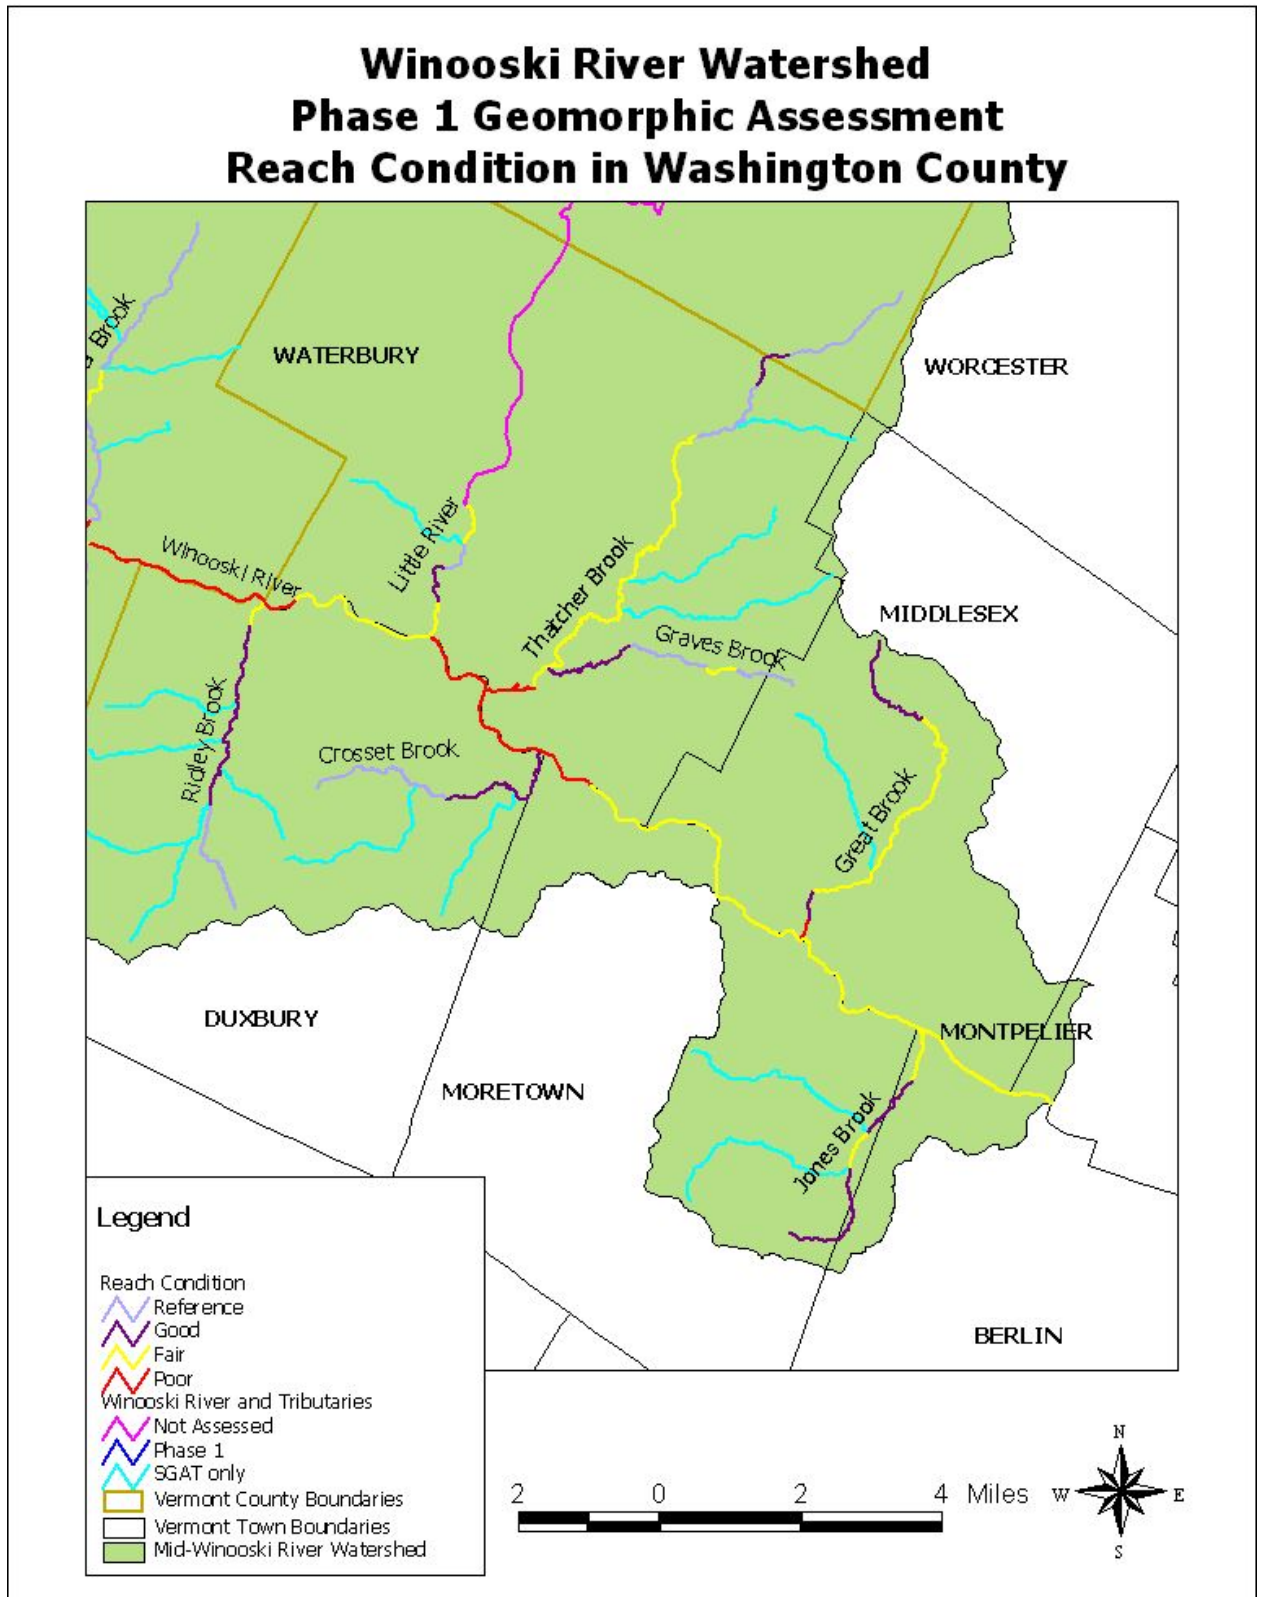 Winooski River Watershed
Phase 1 Geomorphic Assessment
Reach Condition in Washington County
Brook
WATERBURY
WORCESTER
Winooski River
Little River
Thatcher Brook
MIDDLESEX
Graves Brook
Ridley Brook
Crosset Brook
Great Brook
DUXBURY
MONTPELIER
MORETOWN
Jones Brook
BERLIN
Legend
Reach Condition
Reference
Good
Fair
Poor
Winooski River and Tributaries
Not Assessed
Phase 1
SGAT only
Vermont County Boundaries
Vermont Town Boundaries
Mid-Winooski River Watershed
2 0 2 4 Miles
N
W E
S